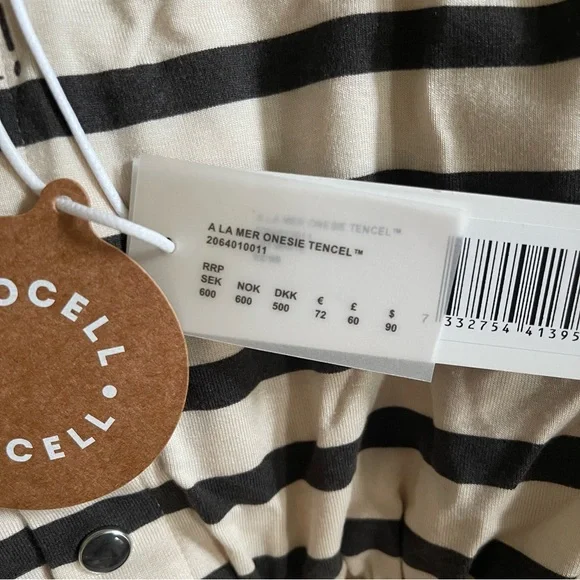 A LA MER ONESIE TENCEL™
2064010011
RRP
SEK NOK DKK € £ $
600 600 500 72 60 90
7 332754 41395
OCELL
CELL